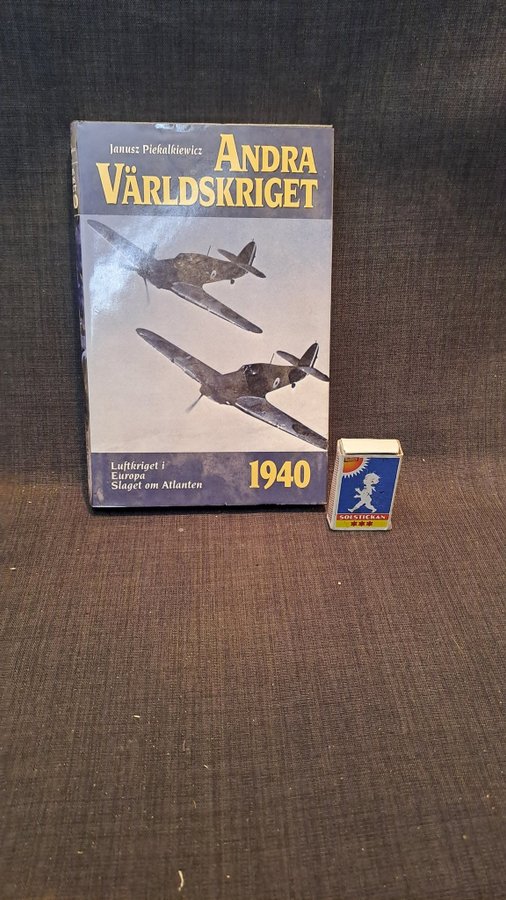 Janusz Piekalkiewicz
ANDRA
VÄRLDSKRIGET
Luftkriget i
Europa
Slaget om Atlanten
1940
SOLSTICKAN